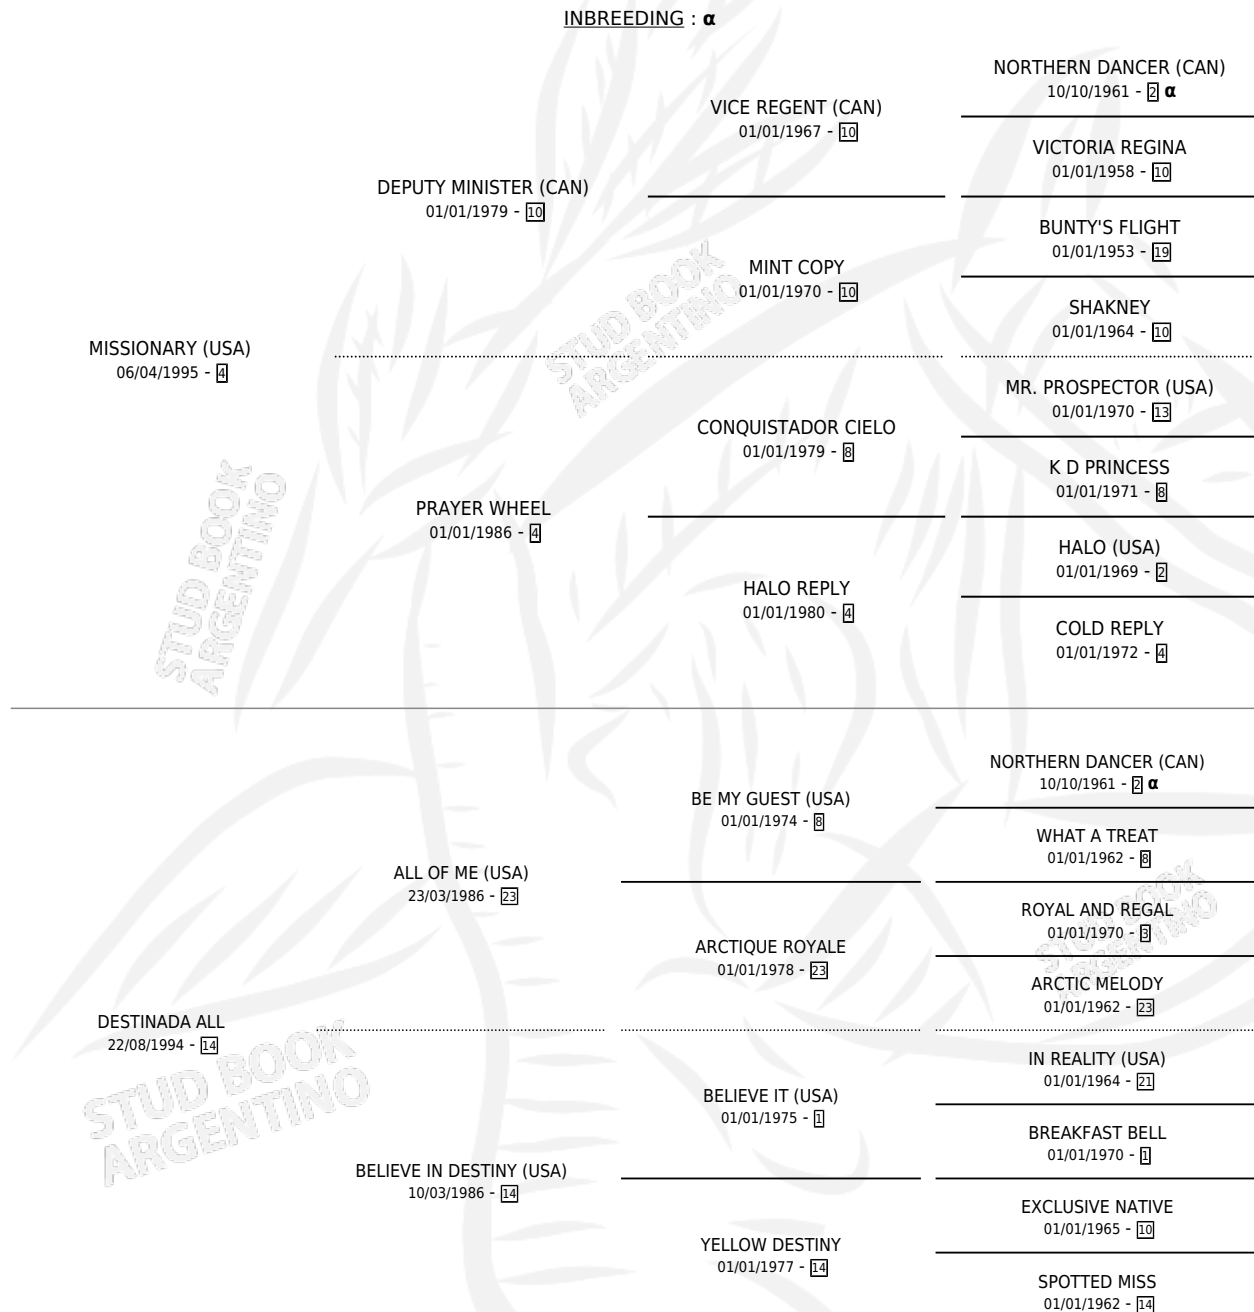 INBREEDING : α
NORTHERN DANCER (CAN)
10/10/1961 - 2 α
VICE REGENT (CAN)
01/01/1967 - 10
VICTORIA REGINA
01/01/1958 - 10
DEPUTY MINISTER (CAN)
01/01/1979 - 10
BUNTY'S FLIGHT
01/01/1953 - 19
MINT COPY
01/01/1970 - 10
SHAKNEY
01/01/1964 - 10
MISSIONARY (USA)
06/04/1995 - 4
MR. PROSPECTOR (USA)
01/01/1970 - 13
CONQUISTADOR CIELO
01/01/1979 - 8
K D PRINCESS
01/01/1971 - 8
PRAYER WHEEL
01/01/1986 - 4
HALO (USA)
01/01/1969 - 2
HALO REPLY
01/01/1980 - 4
COLD REPLY
01/01/1972 - 4
NORTHERN DANCER (CAN)
10/10/1961 - 2 α
BE MY GUEST (USA)
01/01/1974 - 8
WHAT A TREAT
01/01/1962 - 8
ALL OF ME (USA)
23/03/1986 - 23
ROYAL AND REGAL
01/01/1970 - 3
ARCTIQUE ROYALE
01/01/1978 - 23
ARCTIC MELODY
01/01/1962 - 23
DESTINADA ALL
22/08/1994 - 14
IN REALITY (USA)
01/01/1964 - 21
BELIEVE IT (USA)
01/01/1975 - 1
BREAKFAST BELL
01/01/1970 - 1
BELIEVE IN DESTINY (USA)
10/03/1986 - 14
EXCLUSIVE NATIVE
01/01/1965 - 10
YELLOW DESTINY
01/01/1977 - 14
SPOTTED MISS
01/01/1962 - 14
STUD BOOK
ARGENTINO
STUD BOOK
ARGENTINO
STUD BOOK
ARGENTINO
STUD BOOK
ARGENTINO